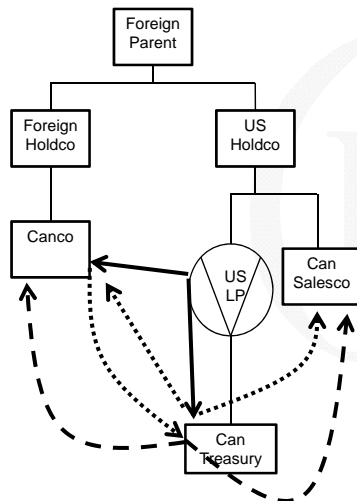 Foreign
Parent
Foreign
Holdco
US
Holdco
Canco
US
LP
Can
Salesco
Can
Treasury